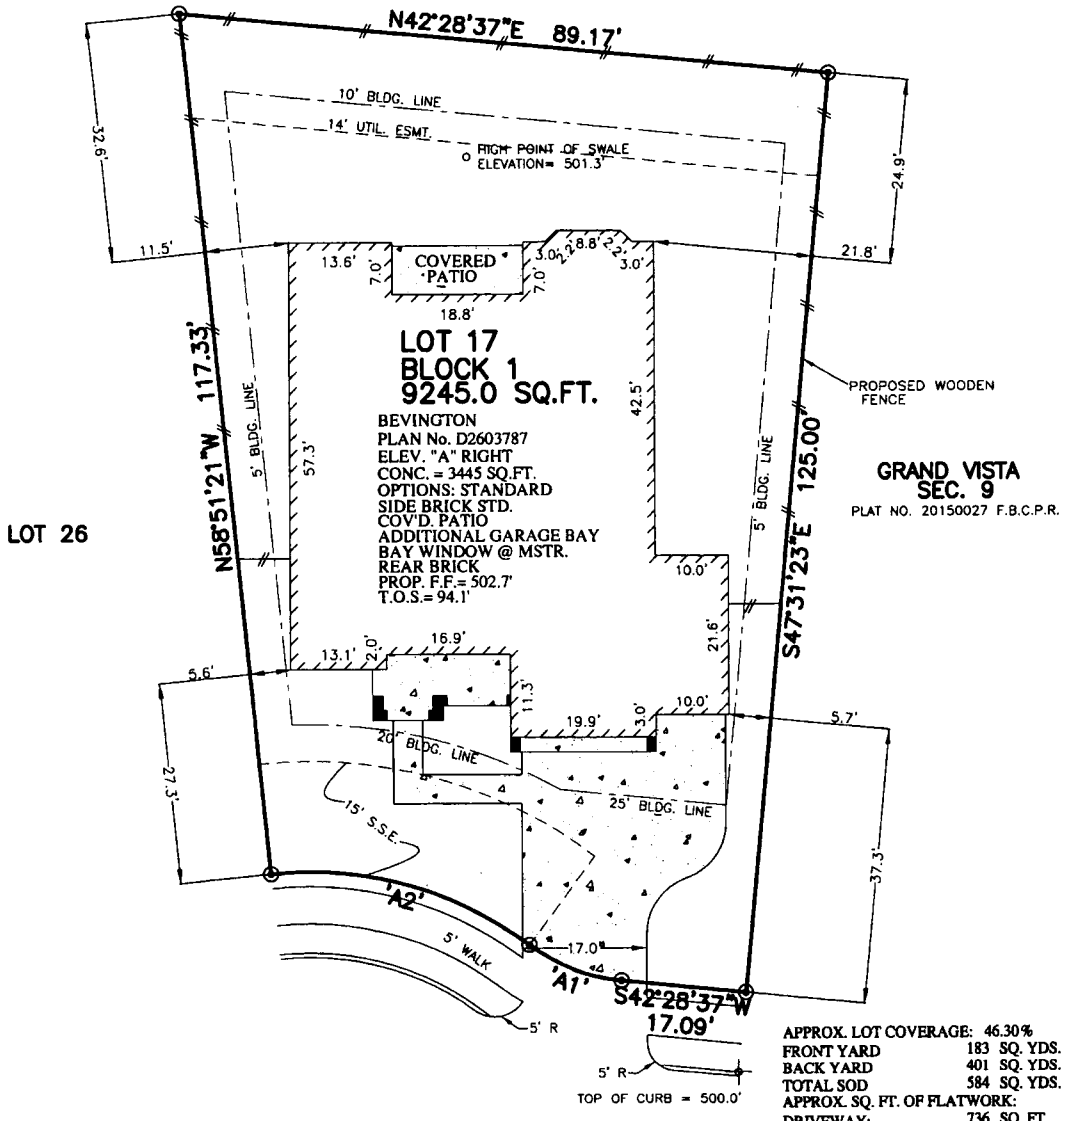 N42°28'37"E 89.17'
10' BLDG. LINE
14' UTIL. ESMT.
HIGH POINT OF SWALE
ELEVATION= 501.3'
32.6'
24.9'
11.5'
21.8'
13.6'
7.0'
COVERED
PATIO
18.8'
7.0'
3.0'
2.2'
8.8'
2.2'
3.0'
LOT 17
BLOCK 1
9245.0 SQ.FT.
BEVINGTON
PLAN No. D2603787
ELEV. "A" RIGHT
CONC. = 3445 SQ.FT.
OPTIONS: STANDARD
SIDE BRICK STD.
COV'D. PATIO
ADDITIONAL GARAGE BAY
BAY WINDOW @ MSTR.
REAR BRICK
PROP. F.F.= 502.7'
T.O.S.= 94.1'
N58°51'21"W 117.33'
5' BLDG. LINE
57.3'
42.5'
5' BLDG. LINE
S47°31'23"E 125.00'
PROPOSED WOODEN
FENCE
GRAND VISTA
SEC. 9
PLAT NO. 20150027 F.B.C.P.R.
LOT 26
10.0'
21.6'
13.1'
2.0'
16.9'
11.3'
19.9'
3.0'
10.0'
5.6'
5.7'
27.3'
37.3'
20' BLDG. LINE
25' BLDG. LINE
15' S.S.E.
'A2'
5' WALK
17.0'
'A1'
S42°28'37"W
17.09'
5' R
5' R
TOP OF CURB = 500.0'
APPROX. LOT COVERAGE: 46.30%
FRONT YARD 183 SQ. YDS.
BACK YARD 401 SQ. YDS.
TOTAL SOD 584 SQ. YDS.
APPROX. SQ. FT. OF FLATWORK:
DRIVEWAY: 736 SQ. FT.